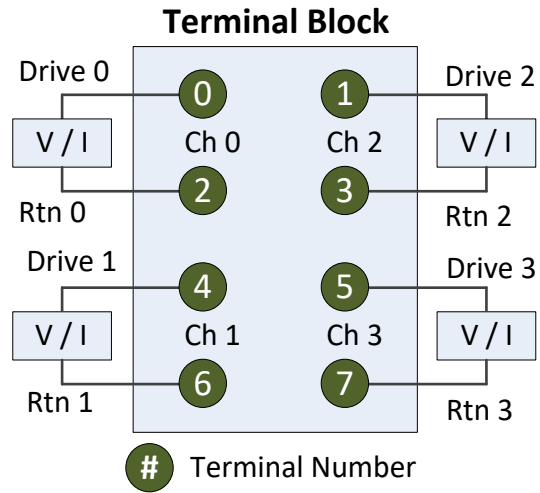 Terminal Block
Drive 0
0
1
Drive 2
V / I
Ch 0
Ch 2
V / I
Rtn 0
2
3
Rtn 2
Drive 1
4
5
Drive 3
V / I
Ch 1
Ch 3
V / I
Rtn 1
6
7
Rtn 3
# Terminal Number